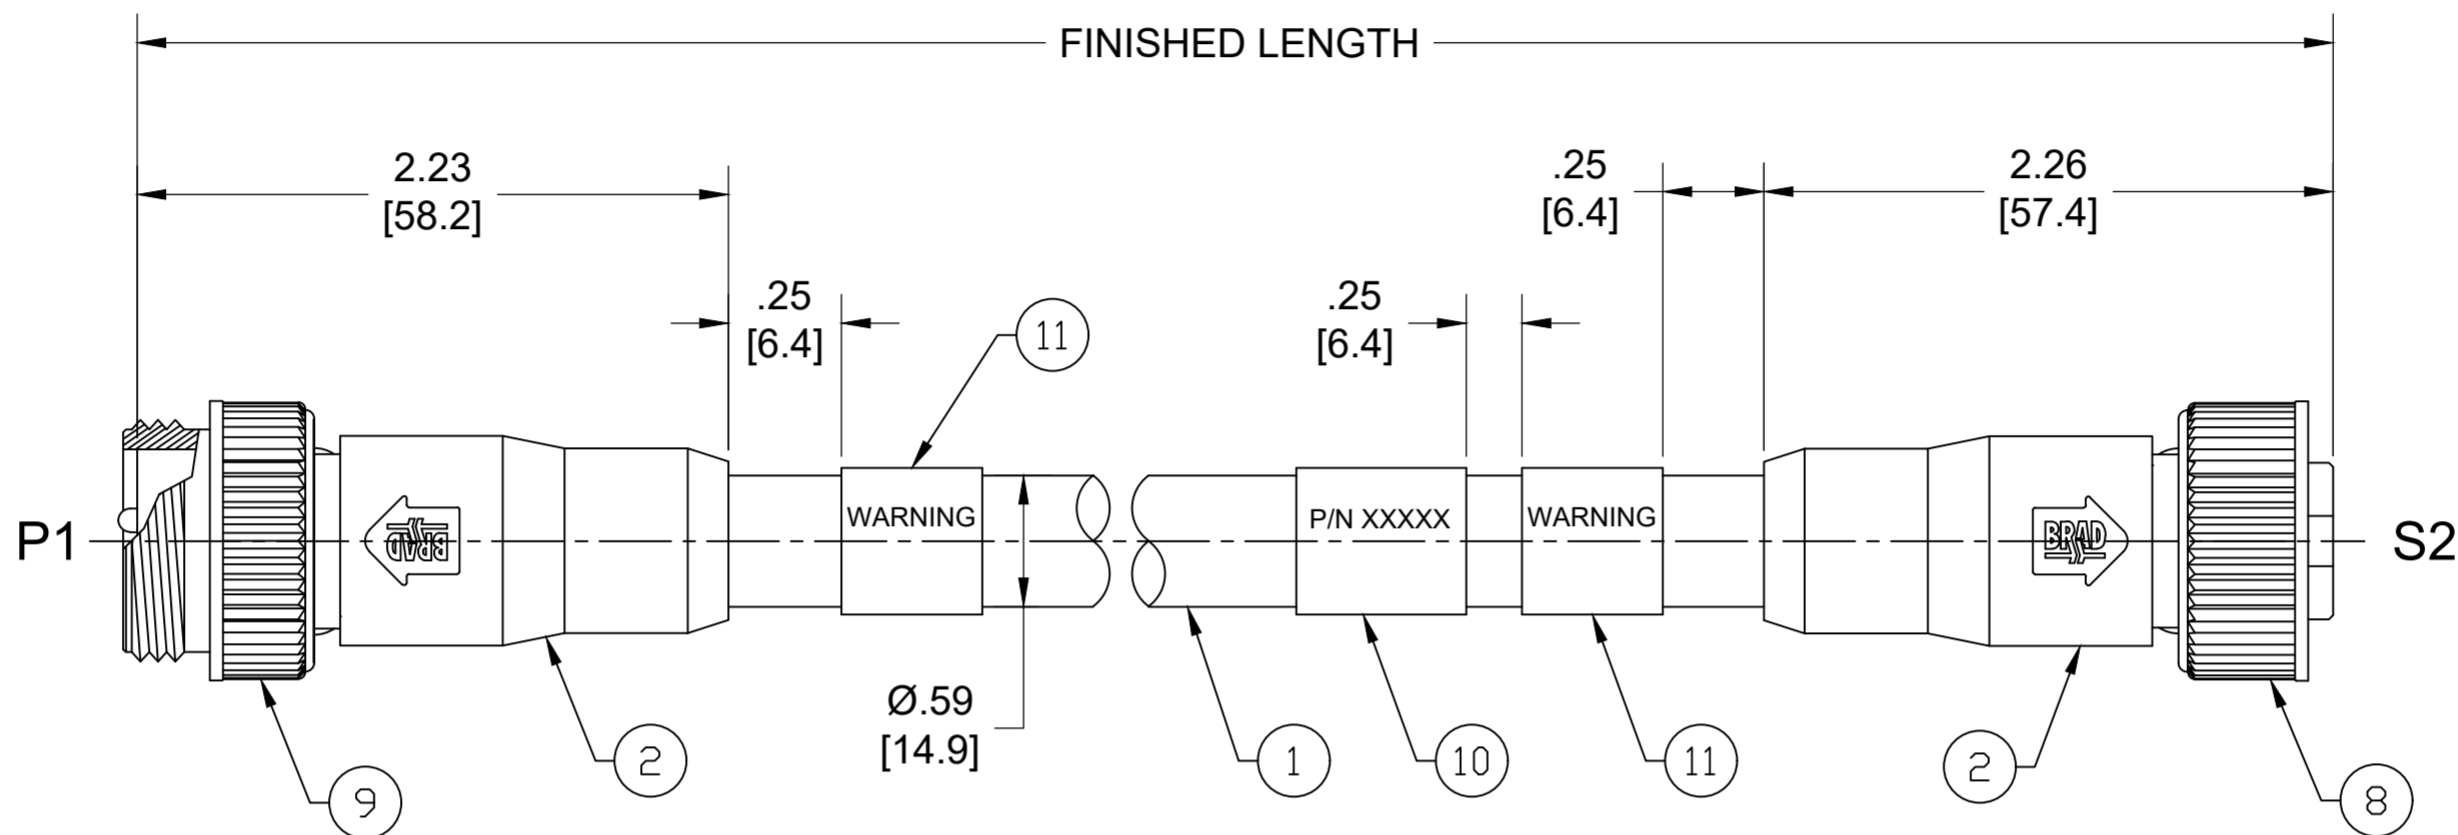 FINISHED LENGTH
2.23
[58.2]
.25
[6.4]
2.26
[57.4]
.25
[6.4]
.25
[6.4]
11
WARNING
P/N XXXXX
WARNING
P1
BRAD
BRAD
S2
Ø.59
[14.9]
9
2
1
10
11
2
8